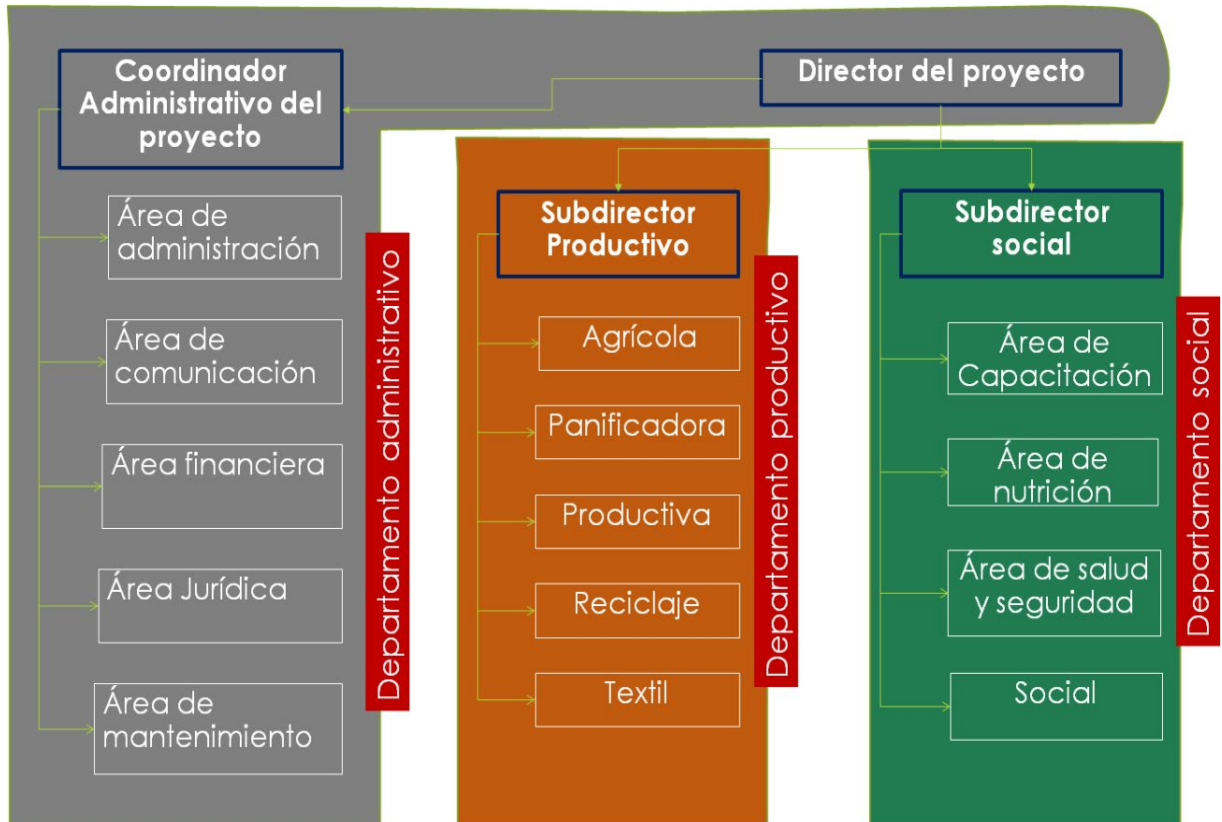 Coordinador
Administrativo del
proyecto
Director del proyecto
Área de
administración
Área de
comunicación
Área financiera
Área Jurídica
Área de
mantenimiento
Departamento administrativo
Subdirector
Productivo
Agrícola
Panificadora
Productiva
Reciclaje
Textil
Departamento productivo
Subdirector
social
Área de
Capacitación
Área de
nutrición
Área de salud
y seguridad
Social
Departamento social